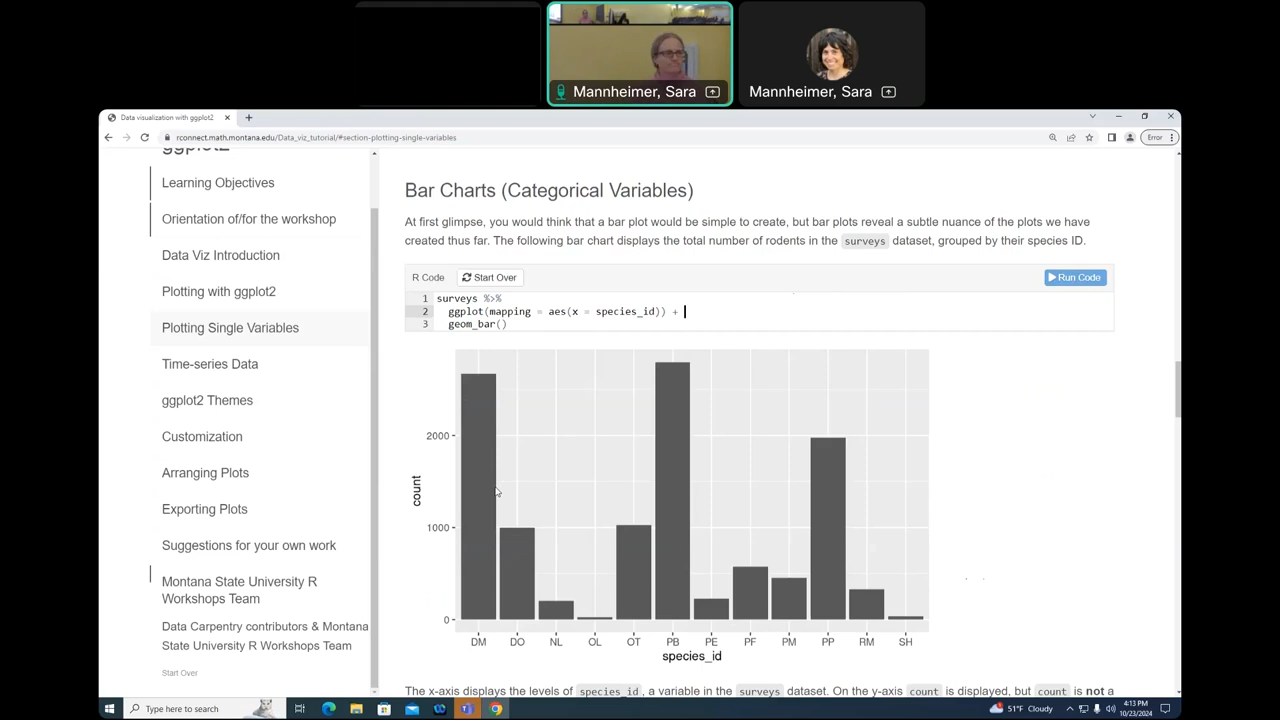 Mannheimer, Sara
Mannheimer, Sara
Data visualization with ggplot2
rconnect.math.montana.edu/Data_viz_tutorial/#section-plotting-single-variables
Error
ggplot2
Learning Objectives
Orientation of/for the workshop
Data Viz Introduction
Plotting with ggplot2
Plotting Single Variables
Time-series Data
ggplot2 Themes
Customization
Arranging Plots
Exporting Plots
Suggestions for your own work
Montana State University R
Workshops Team
Data Carpentry contributors & Montana
State University R Workshops Team
Start Over
Bar Charts (Categorical Variables)
At first glimpse, you would think that a bar plot would be simple to create, but bar plots reveal a subtle nuance of the plots we have
created thus far. The following bar chart displays the total number of rodents in the surveys dataset, grouped by their species ID.
R Code
Start Over
Run Code
1 surveys %>%
2 ggplot(mapping = aes(x = species_id)) +
3 geom_bar()
count
2000
1000
0
DM DO NL OL OT PB PE PF PM PP RM SH
species_id
The x-axis displays the levels of species_id, a variable in the surveys dataset. On the y-axis count is displayed, but count is not a
Type here to search
51°F Cloudy
4:13 PM
10/23/2024